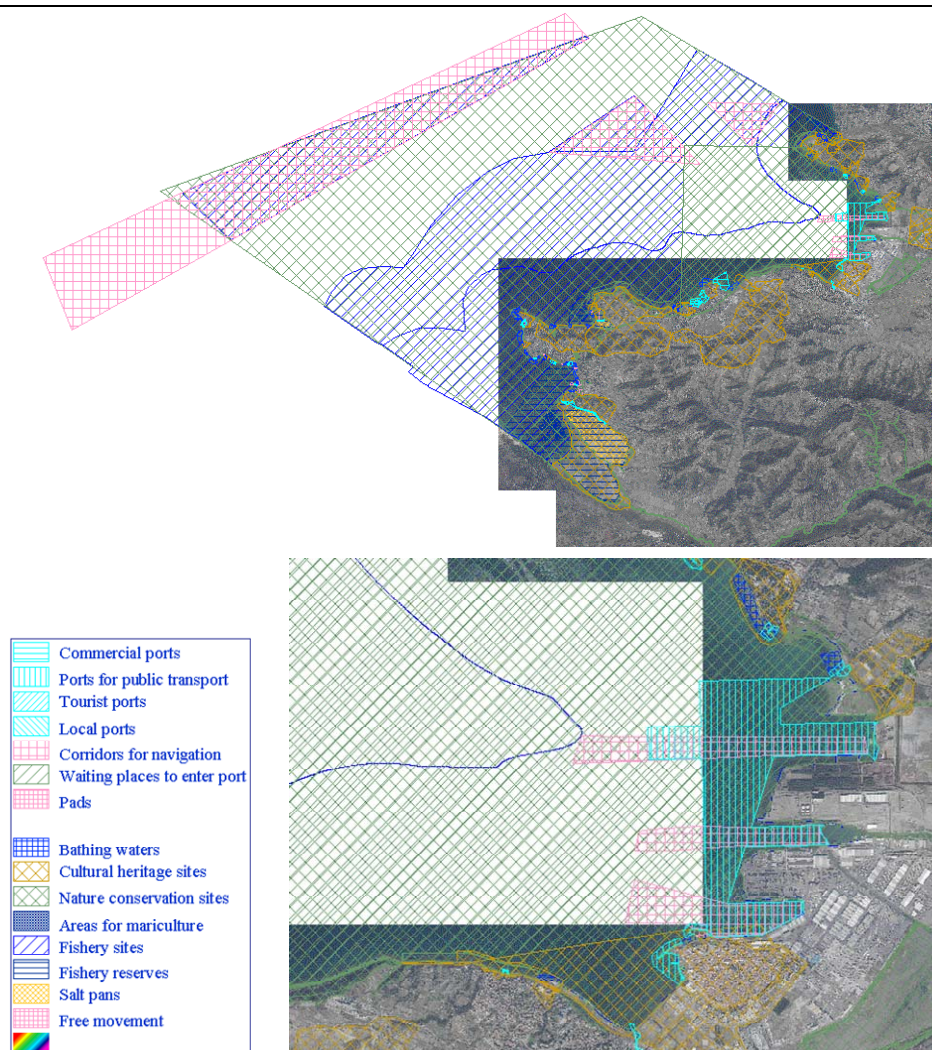 Commercial ports
Ports for public transport
Tourist ports
Local ports
Corridors for navigation
Waiting places to enter port
Pads
Bathing waters
Cultural heritage sites
Nature conservation sites
Areas for mariculture
Fishery sites
Fishery reserves
Salt pans
Free movement